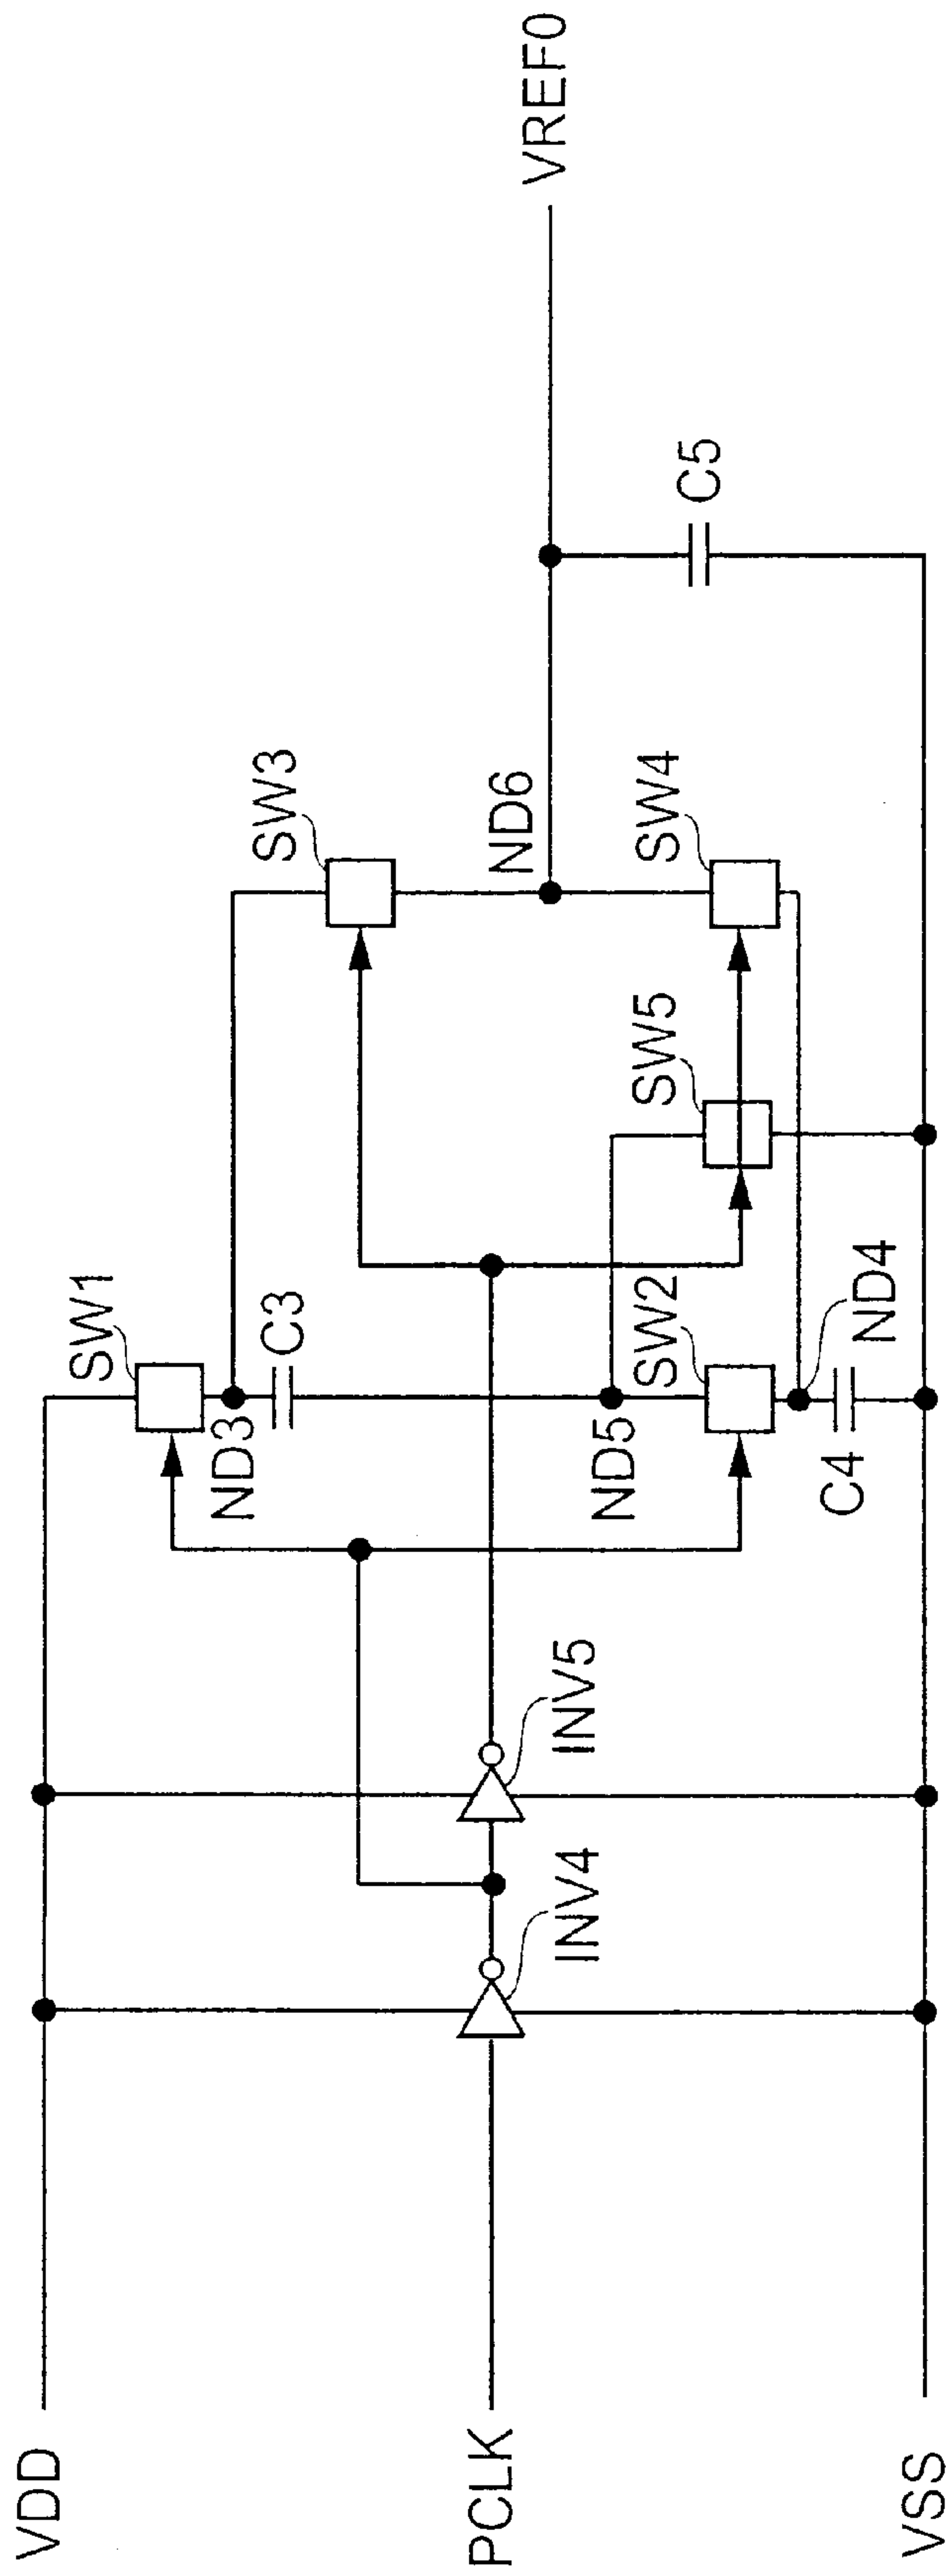 VDD
PCLK
VSS
INV4
INV5
SW1
ND3
C3
ND5
SW2
C4
ND4
SW5
SW3
ND6
SW4
C5
VREF0